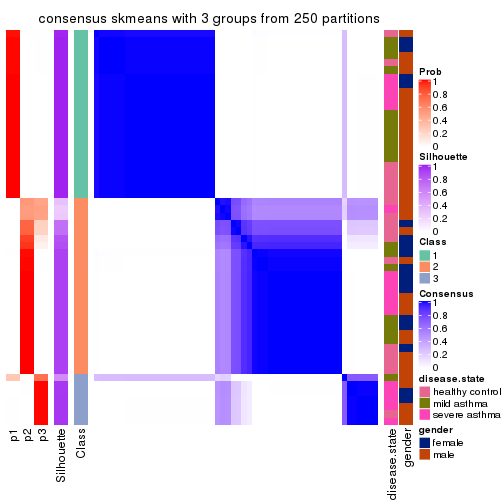 consensus skmeans with 3 groups from 250 partitions
Prob
1
0.8
0.6
0.4
0.2
0
Silhouette
1
0.8
0.6
0.4
0.2
0
Class
1
2
3
Consensus
1
0.8
0.6
0.4
0.2
0
disease.state
healthy control
mild asthma
severe asthma
gender
female
male
p1
p2
p3
Silhouette
Class
disease.state
gender